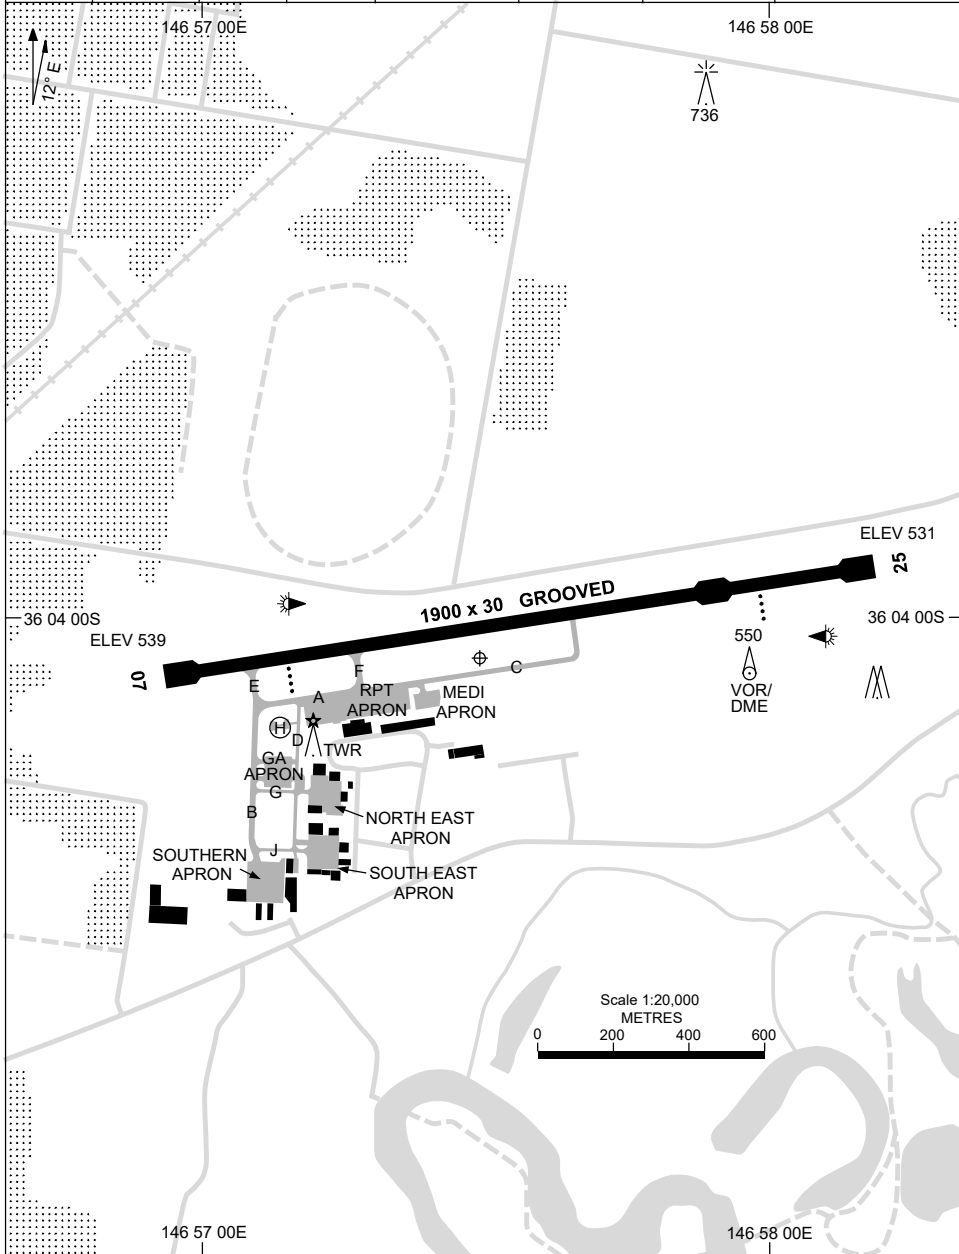 146 57 00E
146 58 00E
12° E
736
ELEV 531
25
1900 x 30 GROOVED
36 04 00S
36 04 00S
ELEV 539
550
07
VOR/
DME
E
F
C
A
RPT
APRON
MEDI
APRON
H
D
TWR
GA
APRON
G
B
NORTH EAST
APRON
J
SOUTHERN
APRON
SOUTH EAST
APRON
Scale 1:20,000
METRES
0 200 400 600
146 57 00E
146 58 00E